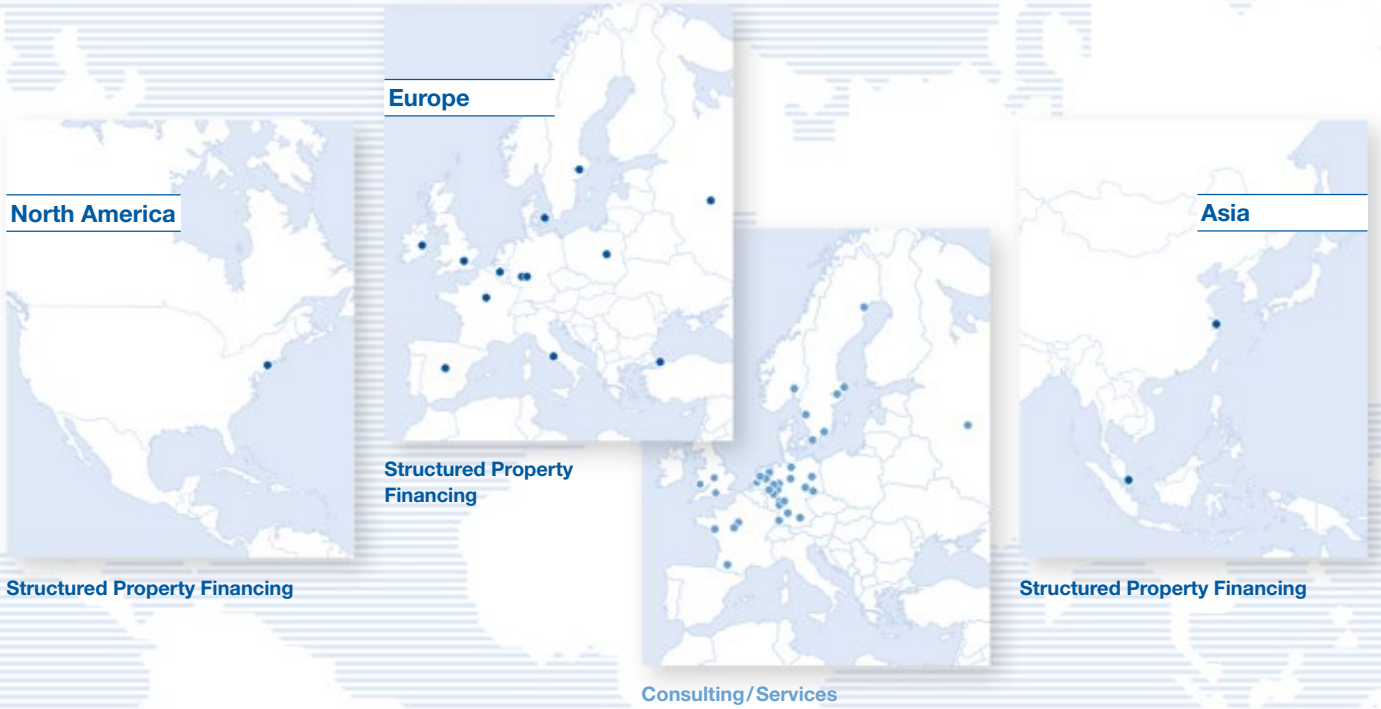 North America
Structured Property Financing
Europe
Structured Property
Financing
Consulting/Services
Asia
Structured Property Financing